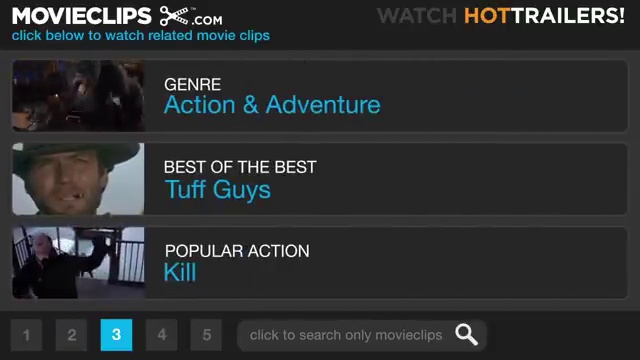 MOVIECLIPS .COM
WATCH HOTTRAILERS!
click below to watch related movie clips
GENRE
Action & Adventure
BEST OF THE BEST
Tuff Guys
POPULAR ACTION
Kill
1 2 3 4 5 click to search only movieclips